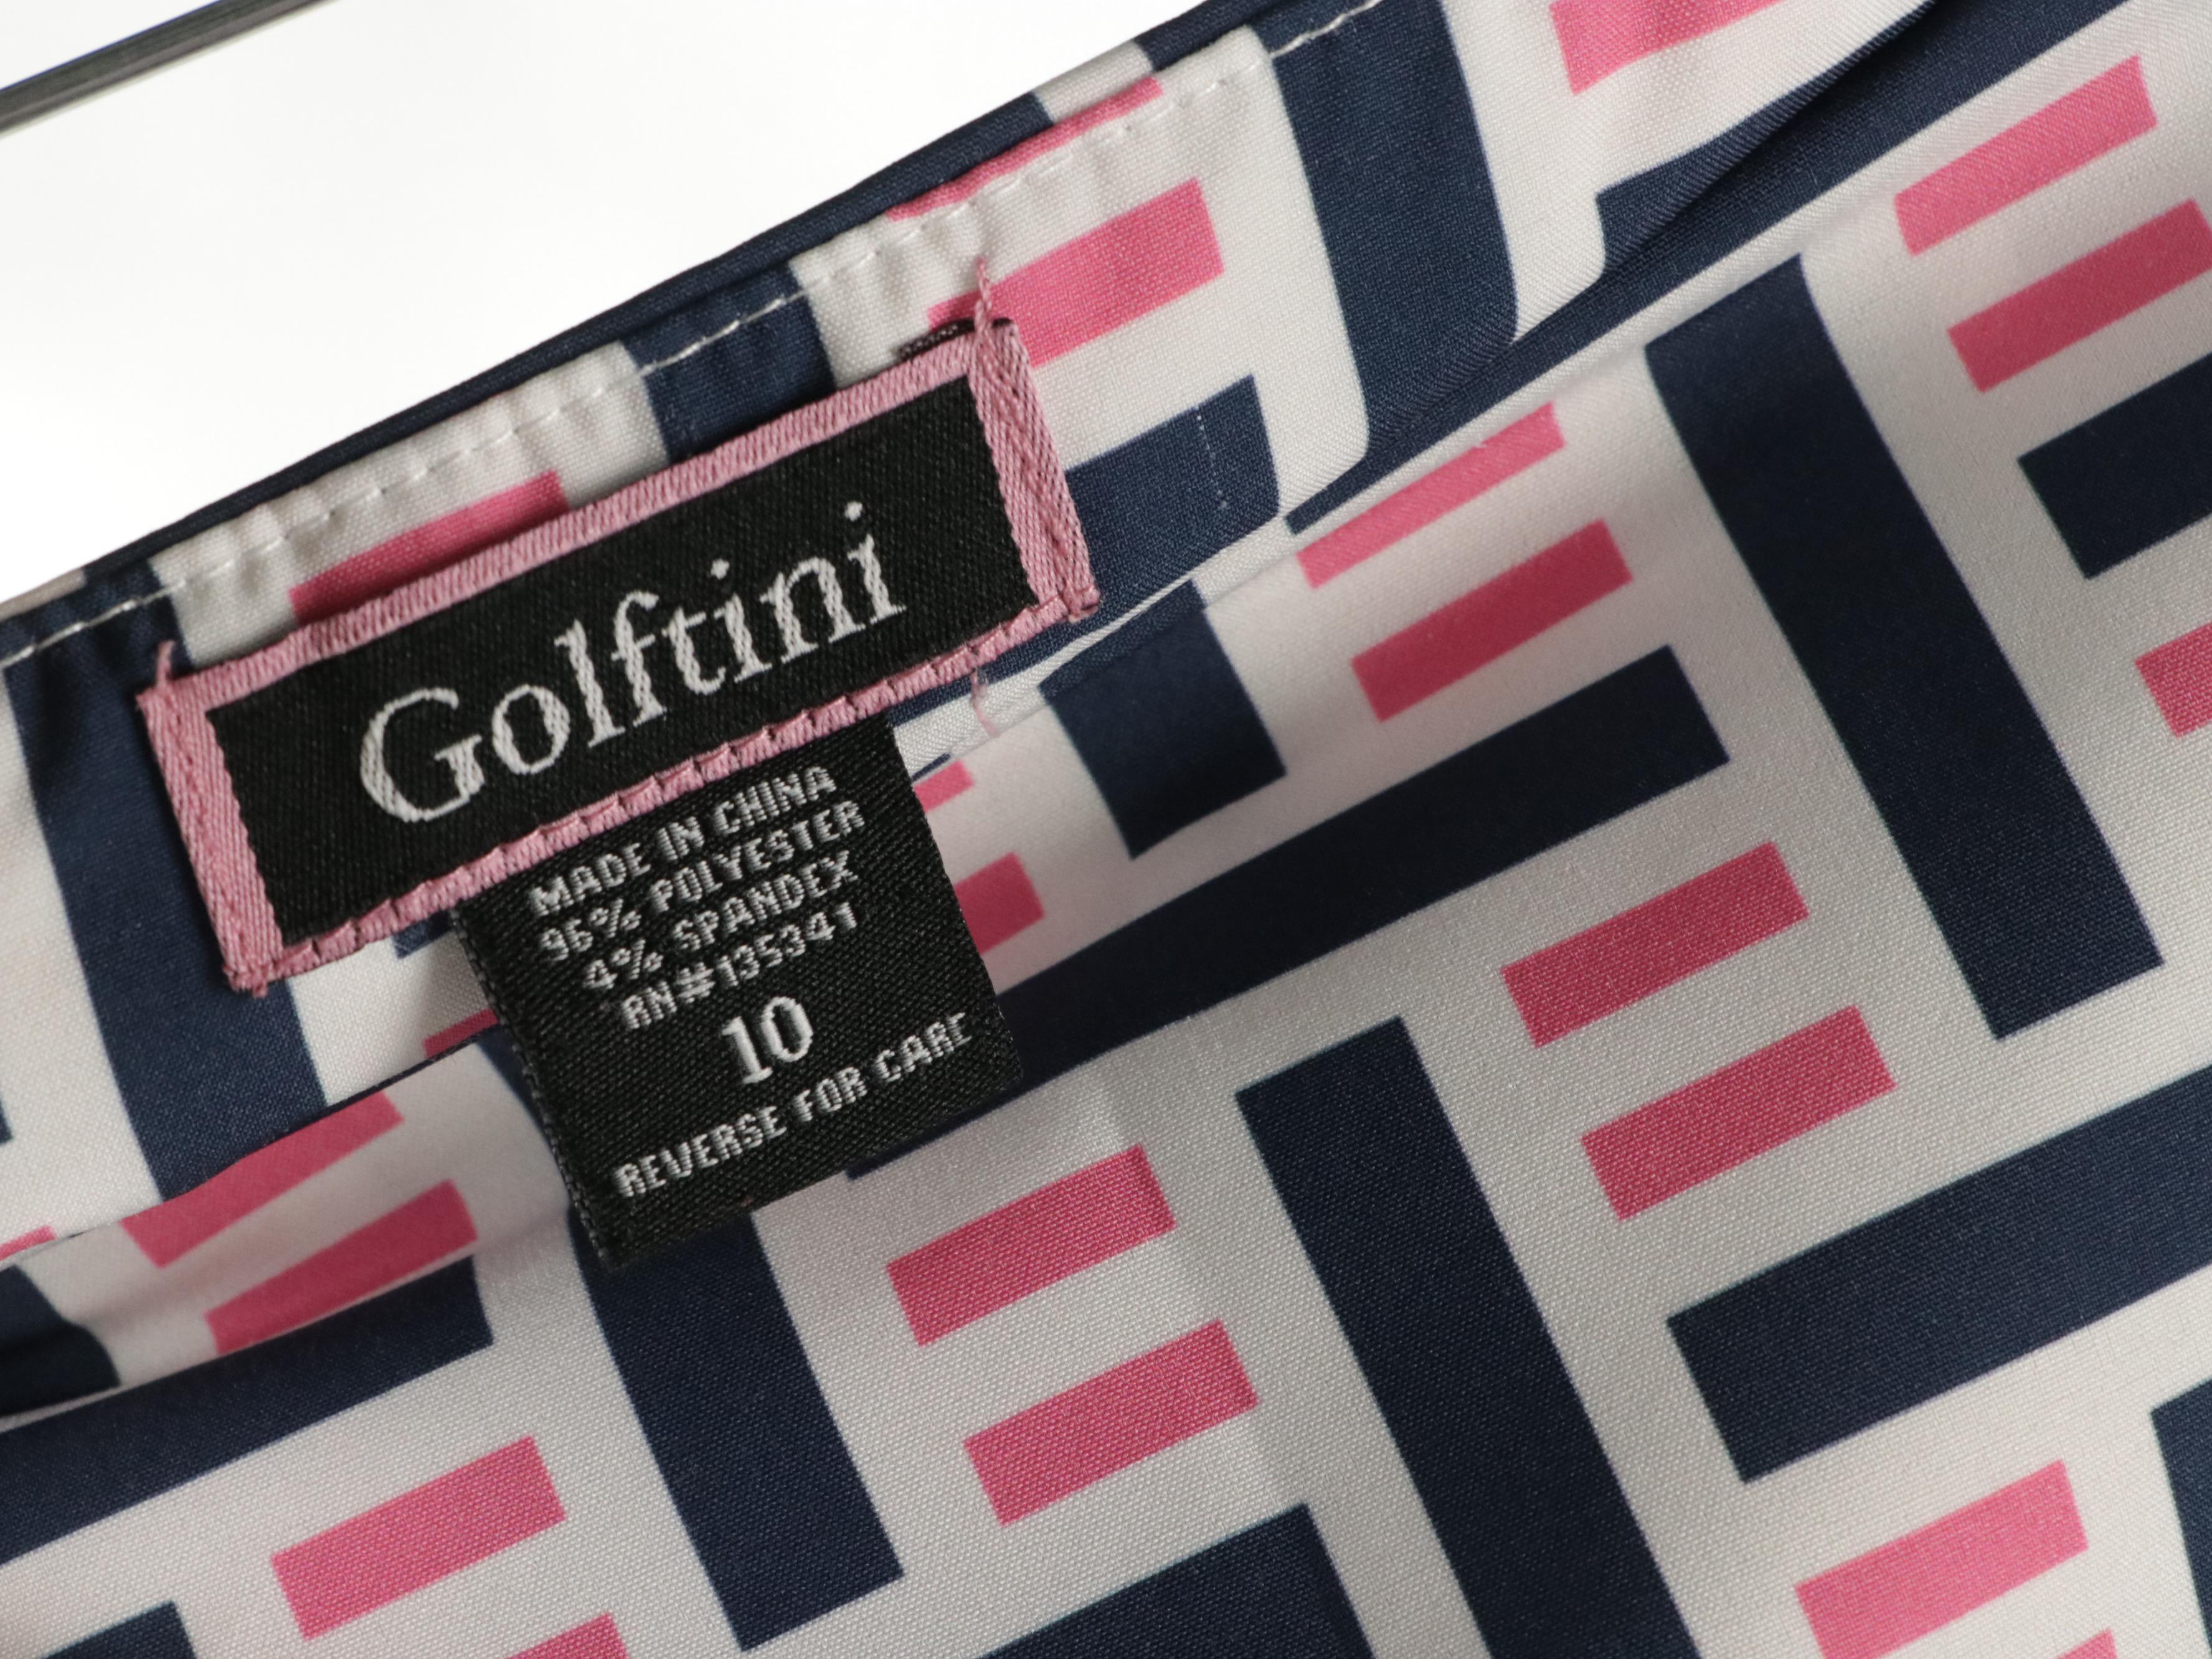 Golftini
MADE IN CHINA
96% POLYESTER
4% SPANDEX
RN#135341
10
REVERSE FOR CARE